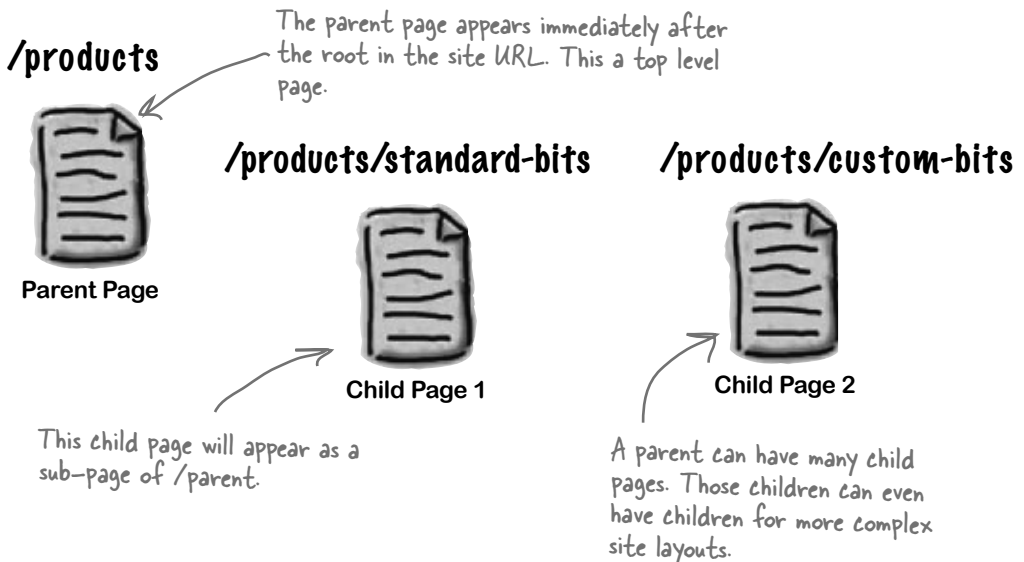 /products
The parent page appears immediately after
the root in the site URL. This a top level
page.
Parent Page
/products/standard-bits
Child Page 1
/products/custom-bits
Child Page 2
This child page will appear as a
sub-page of /parent.
A parent can have many child
pages. Those children can even
have children for more complex
site layouts.